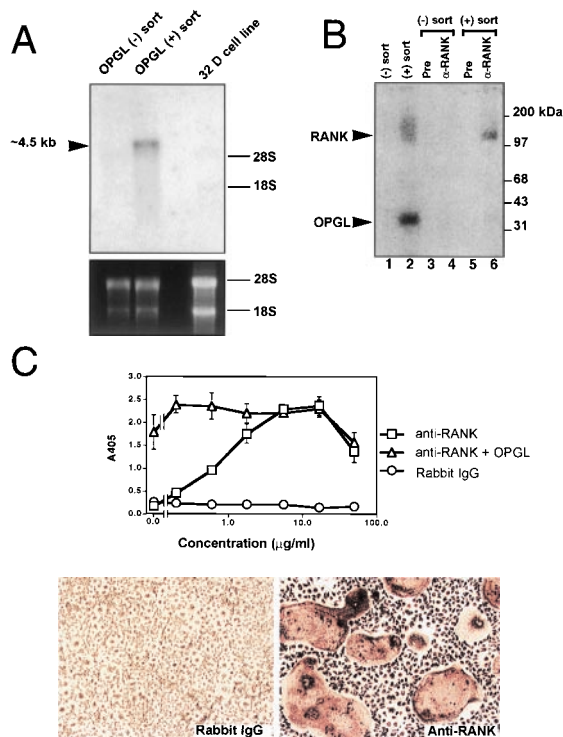 A
OPGL (-) sort
OPGL (+) sort
32 D cell line
~4.5 kb
28S
18S
28S
18S
B
(-) sort (+) sort
(-) sort
(+) sort
Pre
α-RANK
Pre
α-RANK
200 kDa
RANK
97
68
43
OPGL
31
1 2 3 4 5 6
C
3.0
2.5
2.0
1.5
1.0
0.5
0.0
A405
0.0 1.0 10.0 100.0
Concentration (μg/ml)
anti-RANK
anti-RANK + OPGL
Rabbit IgG
Rabbit IgG
Anti-RANK